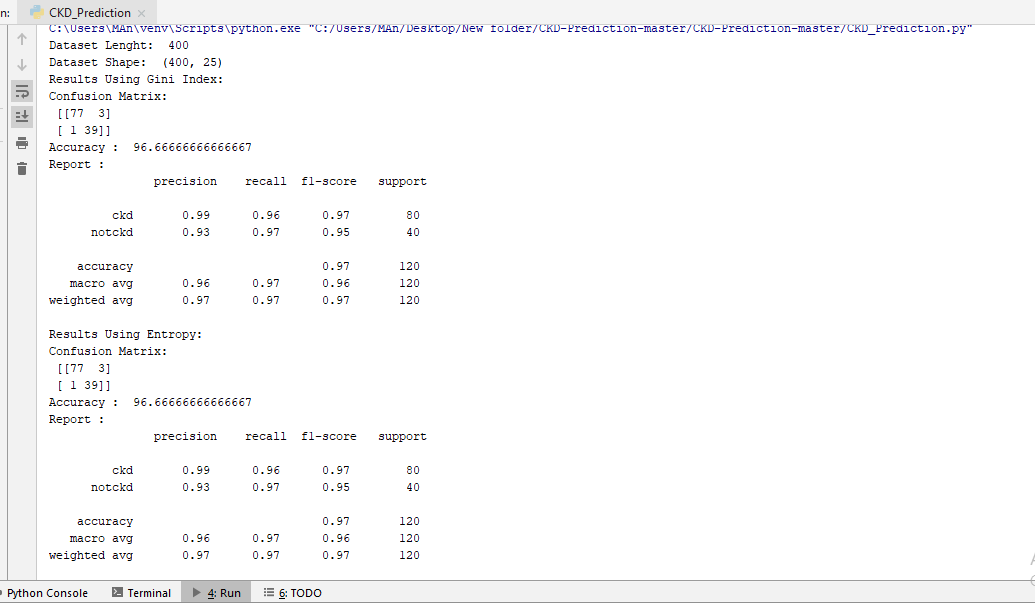 n:
CKD_Prediction
C:\Users\MAn\venv\Scripts\python.exe "C:/Users/MAn/Desktop/New folder/CKD-Prediction-master/CKD-Prediction-master/CKD_Prediction.py"
Dataset Lenght:  400
Dataset Shape:  (400, 25)
Results Using Gini Index:
Confusion Matrix:
[[77  3]
[ 1 39]]
Accuracy :  96.66666666666667
Report :
precision    recall  f1-score   support
ckd       0.99      0.96      0.97        80
notckd       0.93      0.97      0.95        40
accuracy                           0.97       120
macro avg       0.96      0.97      0.96       120
weighted avg       0.97      0.97      0.97       120
Results Using Entropy:
Confusion Matrix:
[[77  3]
[ 1 39]]
Accuracy :  96.66666666666667
Report :
precision    recall  f1-score   support
ckd       0.99      0.96      0.97        80
notckd       0.93      0.97      0.95        40
accuracy                           0.97       120
macro avg       0.96      0.97      0.96       120
weighted avg       0.97      0.97      0.97       120
Python Console  Terminal  4: Run  6: TODO